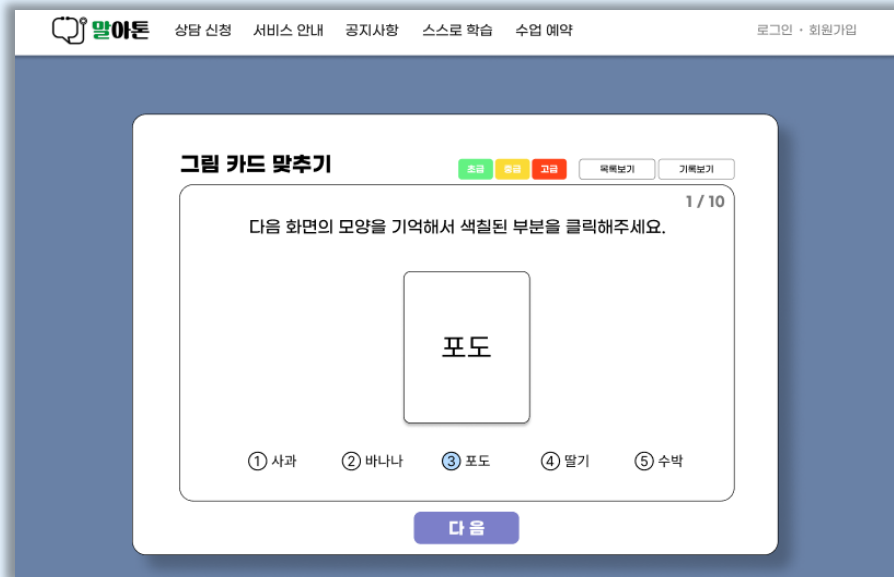 말아톤 상담 신청 서비스 안내 공지사항 스스로 학습 수업 예약 로그인 · 회원가입
그림 카드 맞추기 초급 중급 고급 목록보기 기록보기
1 / 10
다음 화면의 모양을 기억해서 색칠된 부분을 클릭해주세요.
포도
① 사과 ② 바나나 ③ 포도 ④ 딸기 ⑤ 수박
다음